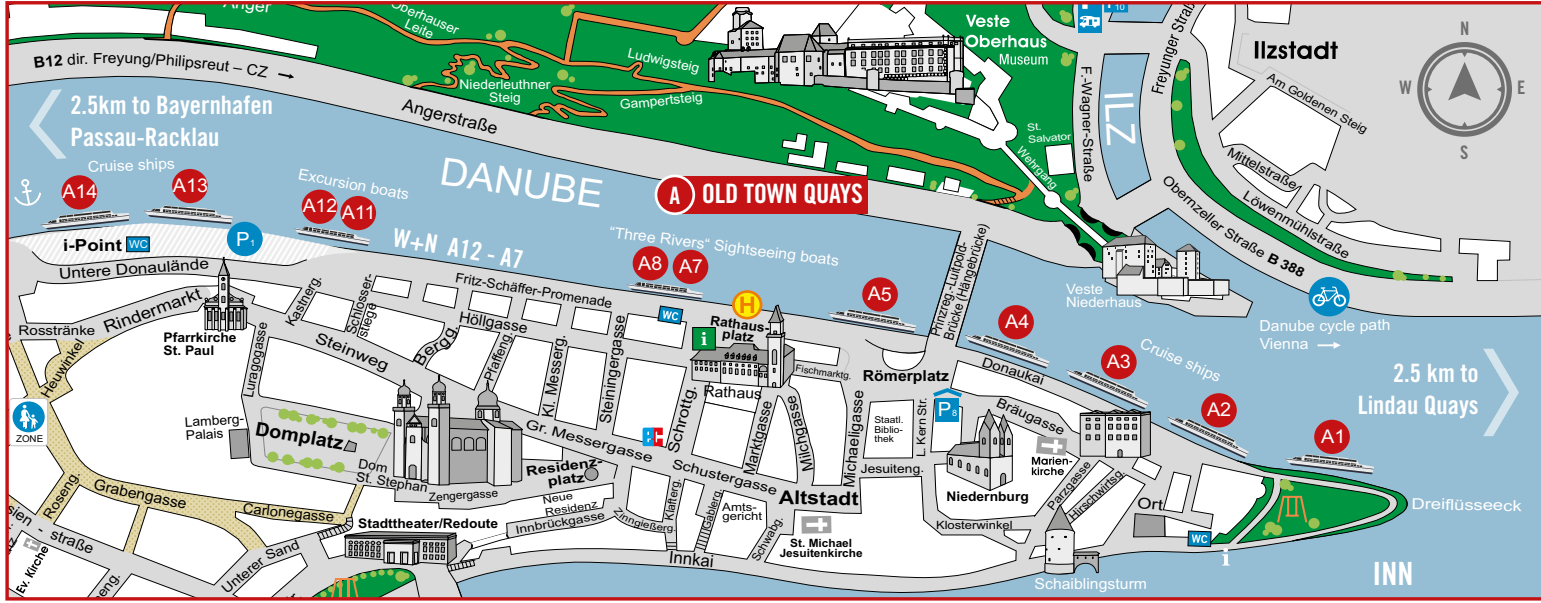 Anger
Oberhauser
Leite
B12 dir. Freyung/Philipsreut – CZ →
Niederleuthner
Steig
Ludwigsteig
Gampertsteig
Angerstraße
Veste
Oberhaus
Museum
St.
Salvator
Wehrgang
F.-Wagner-Straße
P10
ILZ
Freyunger Straße
Ilzstadt
Am Goldenen Steig
Mittelstraße
Löwenmühlstraße
Obernzeller Straße B 388
N
W
E
S
2.5km to Bayernhafen
Passau-Racklau
Cruise ships
A14
A13
Excursion boats
A12
A11
DANUBE
A OLD TOWN QUAYS
W+N A12 - A7
"Three Rivers" Sightseeing boats
A8
A7
A5
Prinzreg.-Luitpold-
Brücke (Hängebrücke)
A4
A3
Cruise ships
A2
A1
Veste
Niederhaus
Danube cycle path
Vienna →
2.5 km to
Lindau Quays
i-Point
WC
P1
Untere Donaulände
Rindermarkt
Rosstränke
Heuwinkel
ZONE
Pfarrkirche
St. Paul
Luragogasse
Kastnerg.
Schlosser-
stiege
Steinweg
Fritz-Schäffer-Promenade
Höllgasse
Bergg.
Pfaffeng.
Kl. Messerg.
Steiningergasse
WC
i
H
Rathaus-
platz
Rathaus
Fischmarktg.
Schrottg.
Marktgasse
Milchgasse
Michaeligasse
Römerplatz
Donaukai
Staatl.
Biblio-
thek
Lt. Kern Str.
P8
Bräugasse
Jesuiteng.
Niedernburg
Marien-
kirche
Parzgasse
Hirschwirtsg.
Ort
WC
i
Dreiflüsseeck
INN
Lamberg-
Palais
Domplatz
Dom
St. Stephan
Zengergasse
Gr. Messergasse
Residenz-
platz
Neue
Residenz
Innbrückgasse
Zinngießerg.
Klafterg.
Gablerg.
Schustergasse
Amts-
gericht
Schwabg.
Altstadt
St. Michael
Jesuitenkirche
Klosterwinkel
Innkai
Schaiblingsturm
Roseng.
Grabengasse
Carlonegasse
Stadttheater/Redoute
Unterer Sand
Ev. Kirche